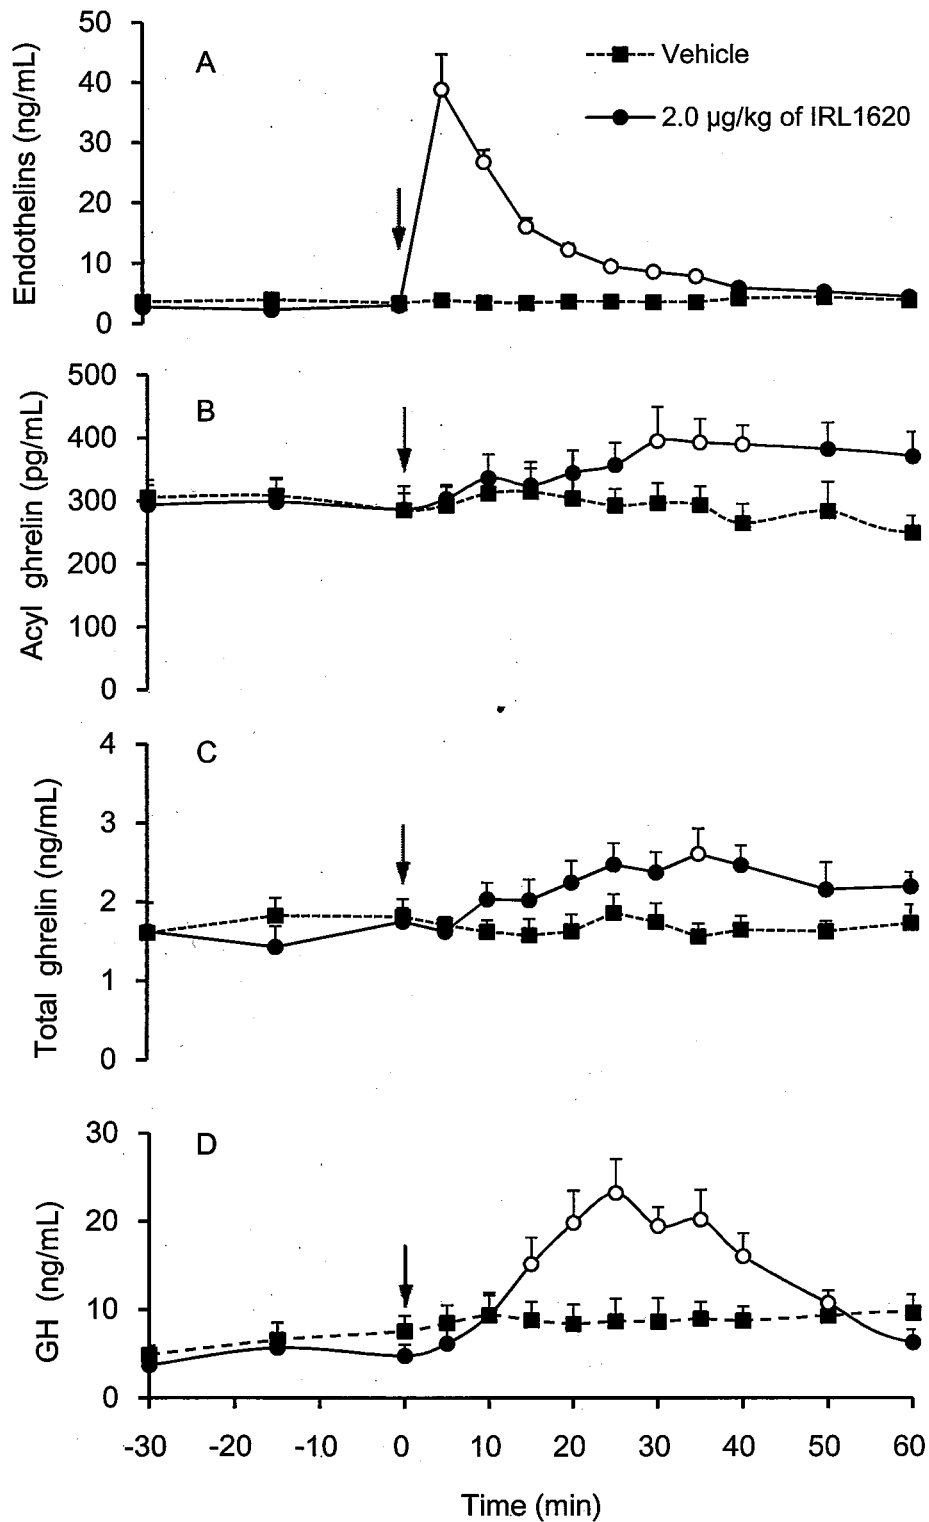 A
Vehicle
2.0 µg/kg of IRL1620
Endothelins (ng/mL)
50
40
30
20
10
0
B
Acyl ghrelin (pg/mL)
500
400
300
200
100
0
C
Total ghrelin (ng/mL)
4
3
2
1
0
D
GH (ng/mL)
30
20
10
0
-30 -20 -10 0 10 20 30 40 50 60
Time (min)